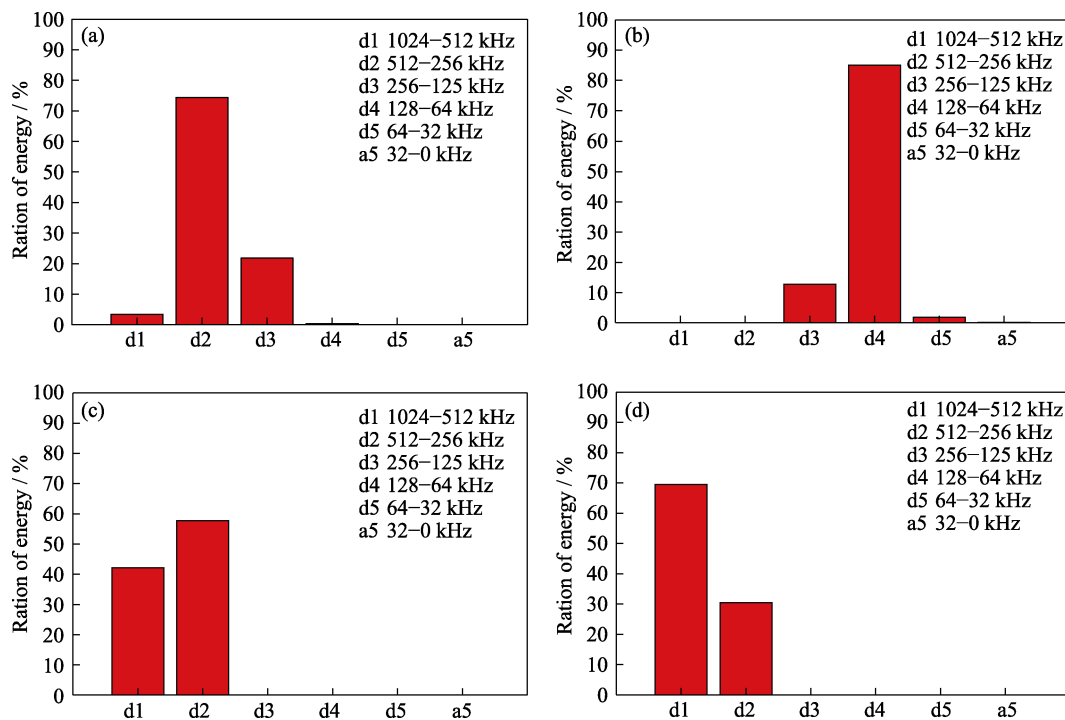 (a)
d1 1024−512 kHz
d2 512−256 kHz
d3 256−125 kHz
d4 128−64 kHz
d5 64−32 kHz
a5 32−0 kHz
Ration of energy / %
100
90
80
70
60
50
40
30
20
10
0
d1 d2 d3 d4 d5 a5
(b)
d1 1024−512 kHz
d2 512−256 kHz
d3 256−125 kHz
d4 128−64 kHz
d5 64−32 kHz
a5 32−0 kHz
Ration of energy / %
100
90
80
70
60
50
40
30
20
10
0
d1 d2 d3 d4 d5 a5
(c)
d1 1024−512 kHz
d2 512−256 kHz
d3 256−125 kHz
d4 128−64 kHz
d5 64−32 kHz
a5 32−0 kHz
Ration of energy / %
100
90
80
70
60
50
40
30
20
10
0
d1 d2 d3 d4 d5 a5
(d)
d1 1024−512 kHz
d2 512−256 kHz
d3 256−125 kHz
d4 128−64 kHz
d5 64−32 kHz
a5 32−0 kHz
Ration of energy / %
100
90
80
70
60
50
40
30
20
10
0
d1 d2 d3 d4 d5 a5